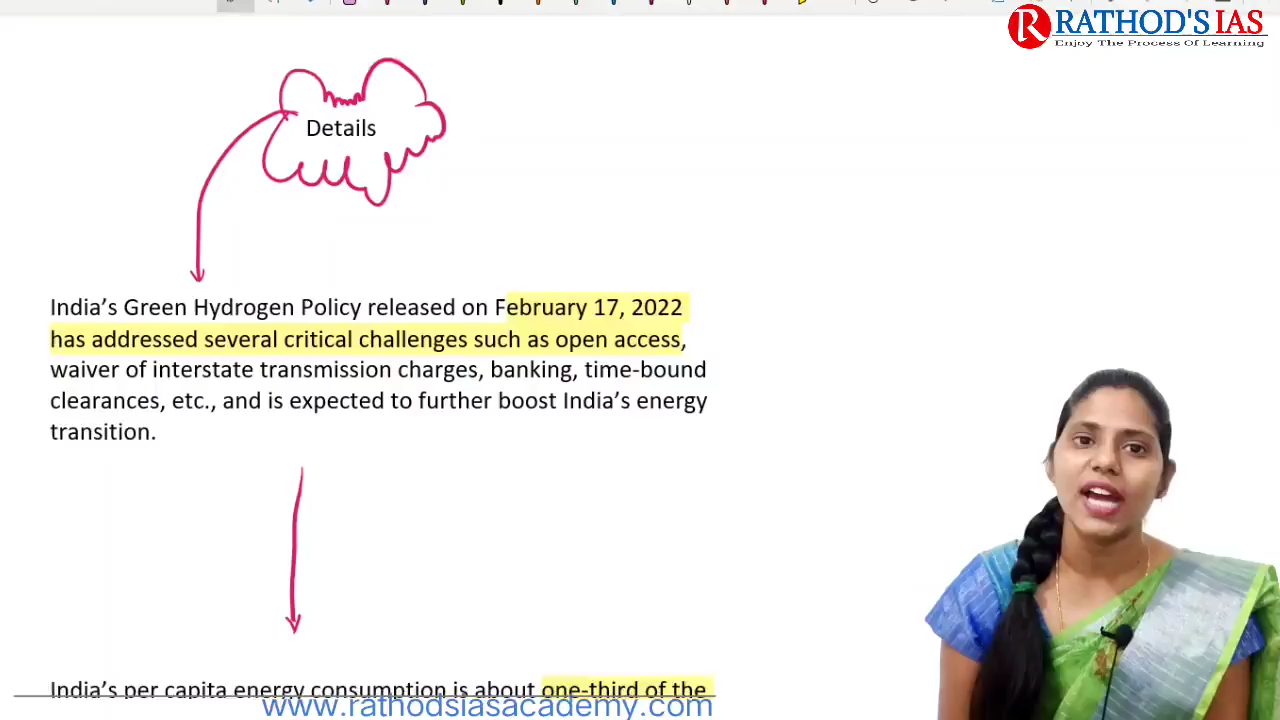 RATHOD'S IAS
Enjoy The Process Of Learning
Details
India's Green Hydrogen Policy released on February 17, 2022
has addressed several critical challenges such as open access,
waiver of interstate transmission charges, banking, time-bound
clearances, etc., and is expected to further boost India's energy
transition.
India's per capita energy consumption is about one-third of the
www.rathodsiasacademy.com